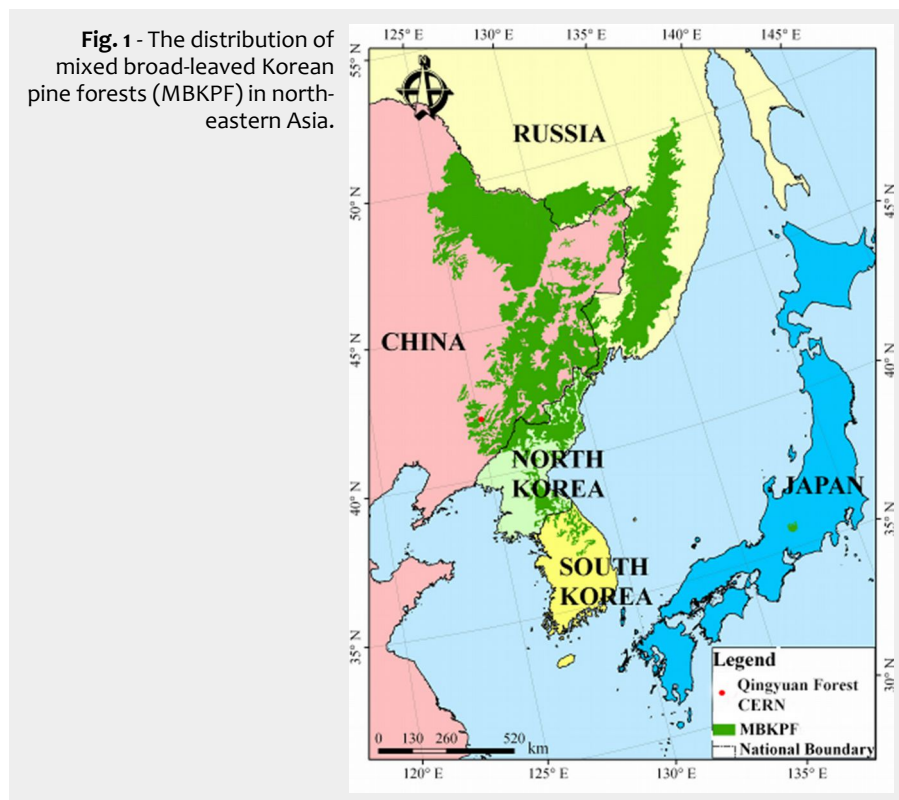 Fig. 1 - The distribution of
mixed broad-leaved Korean
pine forests (MBKPF) in north-
eastern Asia.
125° E 130° E 135° E 140° E 145° E
55° N
RUSSIA
50° N
45° N
CHINA
45° N
40° N
NORTH
KOREA
JAPAN
40° N
35° N
SOUTH
KOREA
35° N
30° N
Legend
Qingyuan Forest
CERN
MBKPF
National Boundary
0 130 260 520
km
120° E 125° E 130° E 135° E